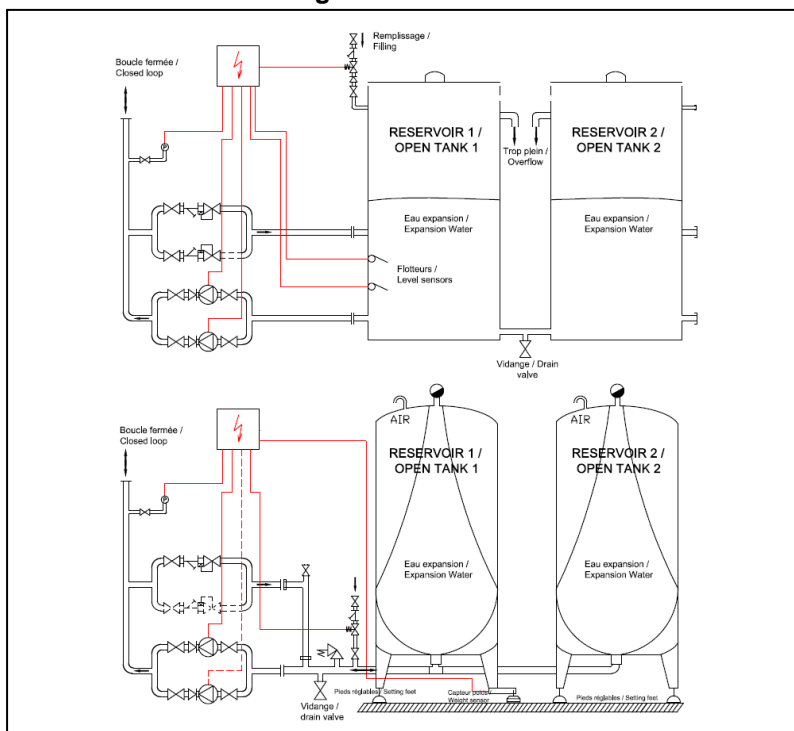 Remplissage /
Filling
Boucle fermée /
Closed loop
RESERVOIR 1 /
OPEN TANK 1
RESERVOIR 2 /
OPEN TANK 2
Trop plein /
Overflow
P
Eau expansion /
Expansion Water
Eau expansion /
Expansion Water
Flotteurs /
Level sensors
Vidange / Drain
valve
Boucle fermée /
Closed loop
AIR
AIR
RESERVOIR 1 /
OPEN TANK 1
RESERVOIR 2 /
OPEN TANK 2
P
Eau expansion /
Expansion Water
Eau expansion /
Expansion Water
Pieds réglables / Setting feet
Capteur poids /
Weight sensor
Pieds réglables / Setting feet
Vidange /
drain valve